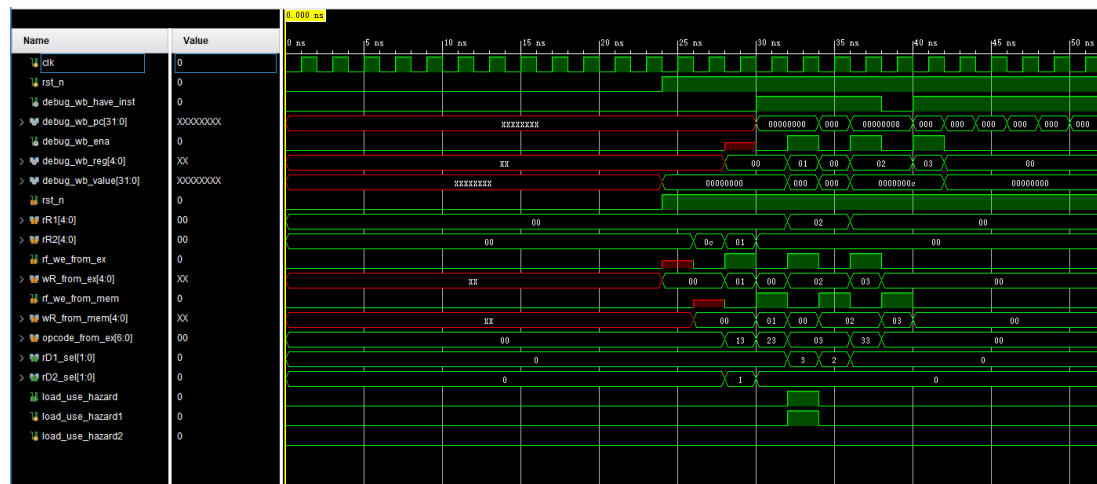 0.000 ns
Name Value 0 ns 5 ns 10 ns 15 ns 20 ns 25 ns 30 ns 35 ns 40 ns 45 ns 50 ns
clk 0
rst_n 0
debug_wb_have_inst 0
debug_wb_pc[31:0] XXXXXXXX XXXXXXXX 00000000 000 00000008 000 000 000 000 000 000
debug_wb_ena 0
debug_wb_reg[4:0] XX XX 00 01 00 02 03 00
debug_wb_value[31:0] XXXXXXXX XXXXXXXX 00000000 000 000 0000000c 00000000
rst_n 0
rR1[4:0] 00 00 02 00
rR2[4:0] 00 00 0c 01 00
rf_we_from_ex 0
wR_from_ex[4:0] XX XX 00 01 00 02 03 00
rf_we_from_mem 0
wR_from_mem[4:0] XX XX 00 01 00 02 03 00
opcode_from_ex[6:0] 00 00 13 23 03 33 00
rD1_sel[1:0] 0 0 3 2 0
rD2_sel[1:0] 0 0 1 0
load_use_hazard 0
load_use_hazard1 0
load_use_hazard2 0